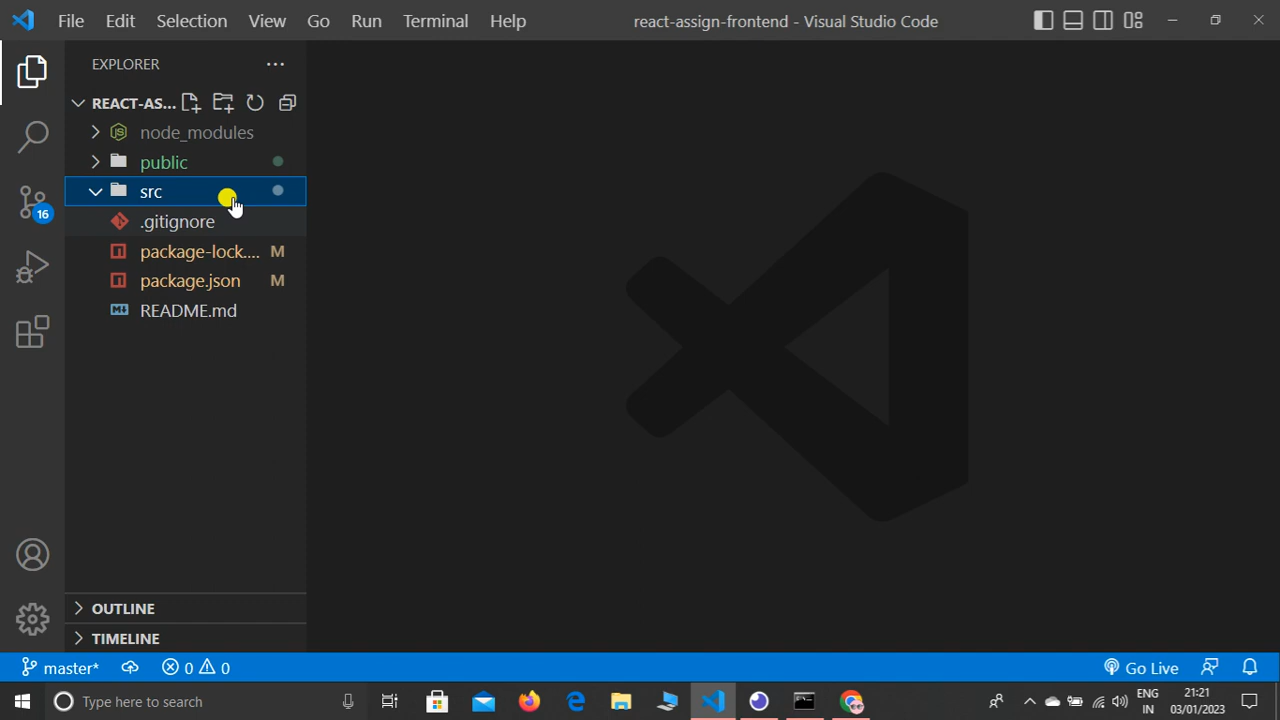 File Edit Selection View Go Run Terminal Help
react-assign-frontend - Visual Studio Code
EXPLORER
REACT-AS...
node_modules
public
src
.gitignore
package-lock.... M
package.json M
README.md
16
OUTLINE
TIMELINE
master* 0 0 Go Live
Type here to search
ENG 21:21
IN 03/01/2023